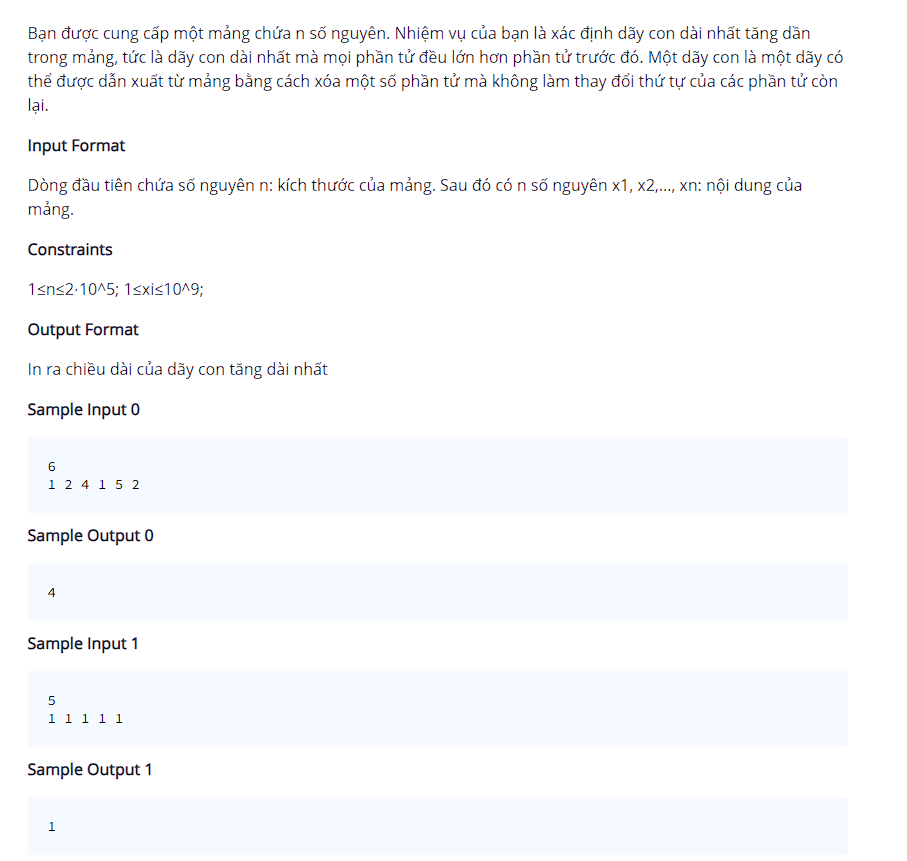 Bạn được cung cấp một mảng chứa n số nguyên. Nhiệm vụ của bạn là xác định dãy con dài nhất tăng dần
trong mảng, tức là dãy con dài nhất mà mọi phần tử đều lớn hơn phần tử trước đó. Một dãy con là một dãy có
thể được dẫn xuất từ mảng bằng cách xóa một số phần tử mà không làm thay đổi thứ tự của các phần tử còn
lại.
Input Format
Dòng đầu tiên chứa số nguyên n: kích thước của mảng. Sau đó có n số nguyên x1, x2,..., xn: nội dung của
mảng.
Constraints
1≤n≤2·10^5; 1≤xi≤10^9;
Output Format
In ra chiều dài của dãy con tăng dài nhất
Sample Input 0
6
1 2 4 1 5 2
Sample Output 0
4
Sample Input 1
5
1 1 1 1 1
Sample Output 1
1